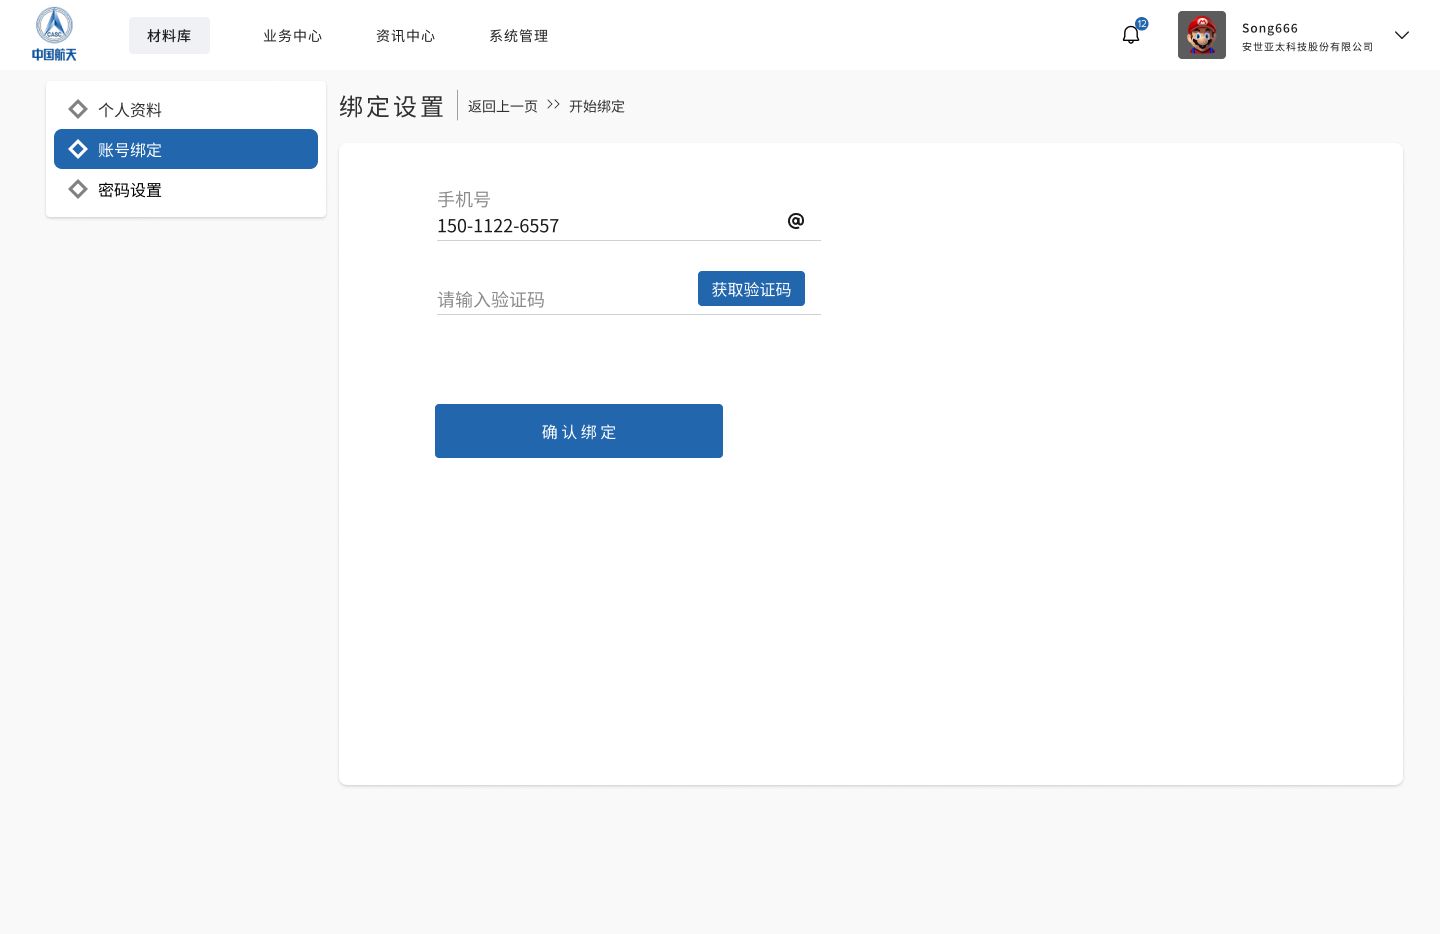 CASC
中国航天
材料库
业务中心
资讯中心
系统管理
12
Song666
安世亚太科技股份有限公司
个人资料
账号绑定
密码设置
绑定设置
返回上一页 >> 开始绑定
手机号
150-1122-6557
@
请输入验证码
获取验证码
确认绑定